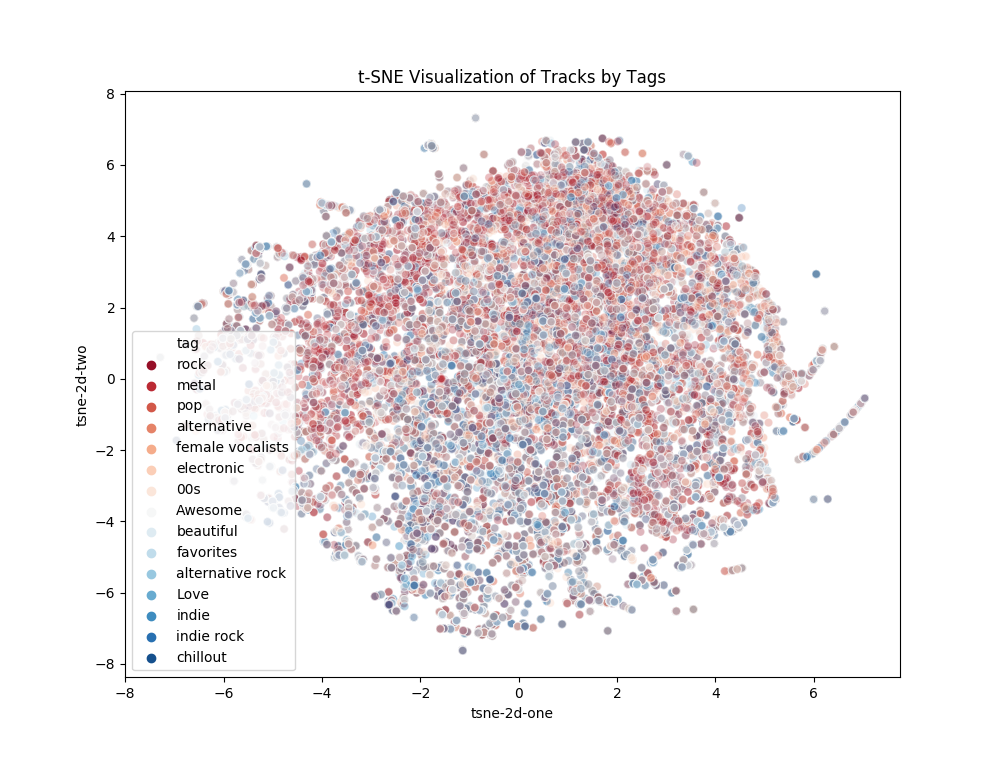 t-SNE Visualization of Tracks by Tags
8
6
4
2
0
−2
−4
−6
−8
tsne-2d-two
tag
rock
metal
pop
alternative
female vocalists
electronic
00s
Awesome
beautiful
favorites
alternative rock
Love
indie
indie rock
chillout
−8 −6 −4 −2 0 2 4 6
tsne-2d-one